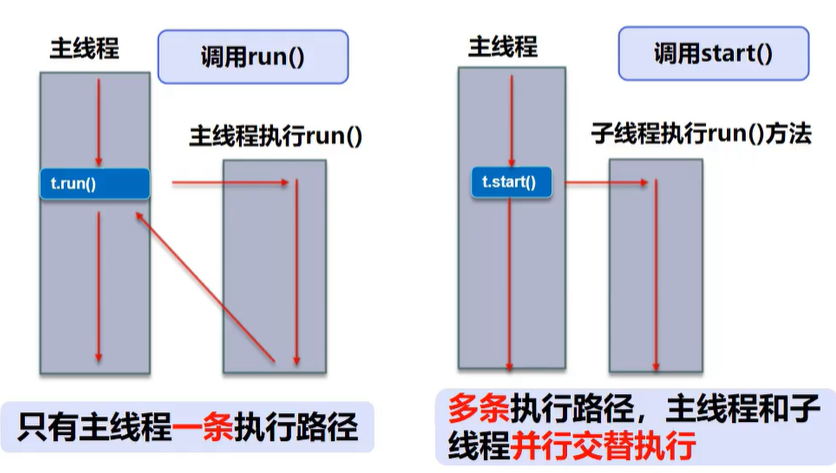 主线程
调用run()
主线程执行run()
t.run()
只有主线程一条执行路径
主线程
调用start()
子线程执行run()方法
t.start()
多条执行路径，主线程和子
线程并行交替执行